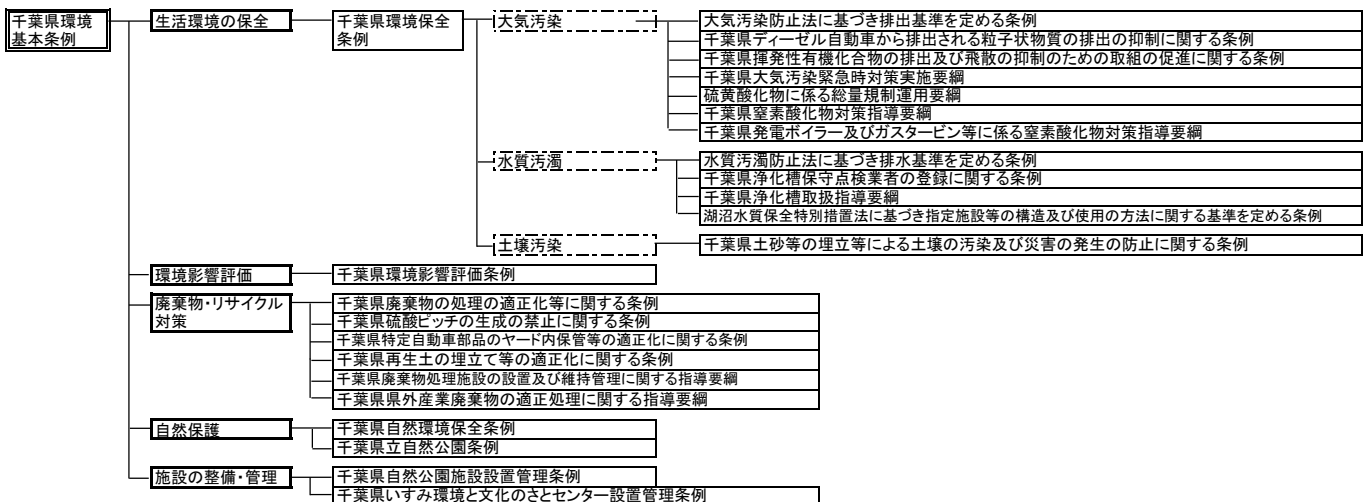 千葉県環境
基本条例
生活環境の保全
千葉県環境保全
条例
大気汚染
大気汚染防止法に基づき排出基準を定める条例
千葉県ディーゼル自動車から排出される粒子状物質の排出の抑制に関する条例
千葉県揮発性有機化合物の排出及び飛散の抑制のための取組の促進に関する条例
千葉県大気汚染緊急時対策実施要綱
硫黄酸化物に係る総量規制運用要綱
千葉県窒素酸化物対策指導要綱
千葉県発電ボイラー及びガスタービン等に係る窒素酸化物対策指導要綱
水質汚濁
水質汚濁防止法に基づき排水基準を定める条例
千葉県浄化槽保守点検業者の登録に関する条例
千葉県浄化槽取扱指導要綱
湖沼水質保全特別措置法に基づき指定施設等の構造及び使用の方法に関する基準を定める条例
土壌汚染
千葉県土砂等の埋立等による土壌の汚染及び災害の発生の防止に関する条例
環境影響評価
千葉県環境影響評価条例
廃棄物・リサイクル
対策
千葉県廃棄物の処理の適正化等に関する条例
千葉県硫酸ピッチの生成の禁止に関する条例
千葉県特定自動車部品のヤード内保管等の適正化に関する条例
千葉県再生土の埋立て等の適正化に関する条例
千葉県廃棄物処理施設の設置及び維持管理に関する指導要綱
千葉県県外産業廃棄物の適正処理に関する指導要綱
自然保護
千葉県自然環境保全条例
千葉県立自然公園条例
施設の整備・管理
千葉県自然公園施設設置管理条例
千葉県いすみ環境と文化のさとセンター設置管理条例